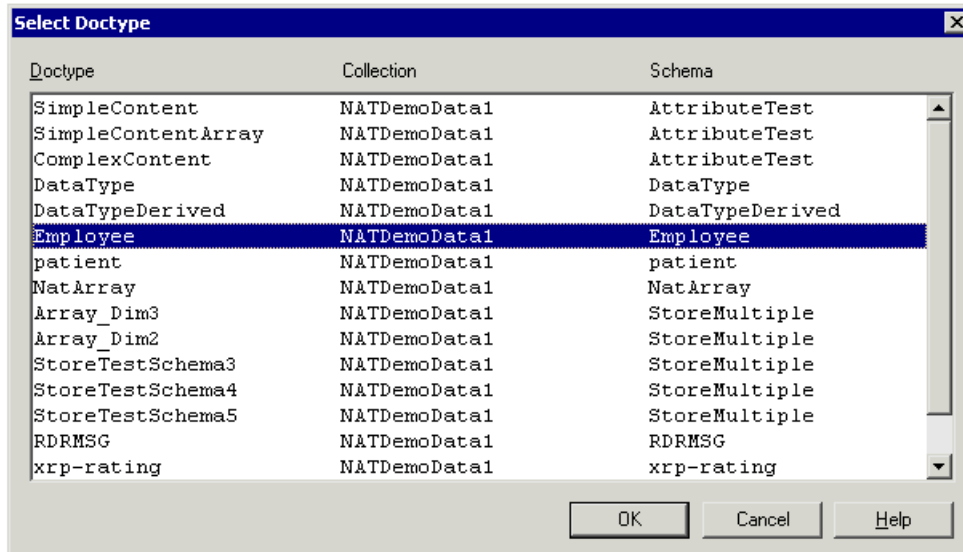 Select Doctype
Doctype Collection Schema
SimpleContent NATDemoData1 AttributeTest
SimpleContentArray NATDemoData1 AttributeTest
ComplexContent NATDemoData1 AttributeTest
DataType NATDemoData1 DataType
DataTypeDerived NATDemoData1 DataTypeDerived
Employee NATDemoData1 Employee
patient NATDemoData1 patient
NatArray NATDemoData1 NatArray
Array_Dim3 NATDemoData1 StoreMultiple
Array_Dim2 NATDemoData1 StoreMultiple
StoreTestSchema3 NATDemoData1 StoreMultiple
StoreTestSchema4 NATDemoData1 StoreMultiple
StoreTestSchema5 NATDemoData1 StoreMultiple
RDRMSG NATDemoData1 RDRMSG
xrp-rating NATDemoData1 xrp-rating
OK Cancel Help